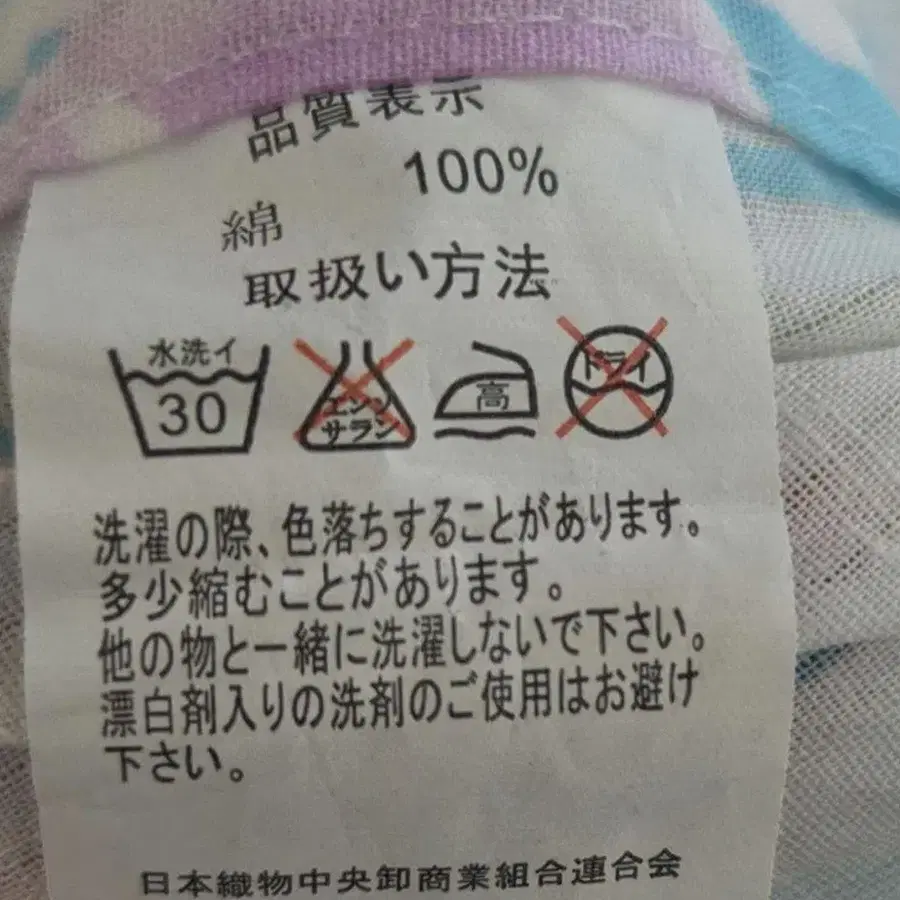 品質表示
100%
綿
取扱い方法
水洗イ
30
エンソ
サラシ
高
ドライ
洗濯の際、色落ちすることがあります。
多少縮むことがあります。
他の物と一緒に洗濯しないで下さい。
漂白剤入りの洗剤のご使用はお避け
下さい。
日本織物中央卸商業組合連合会